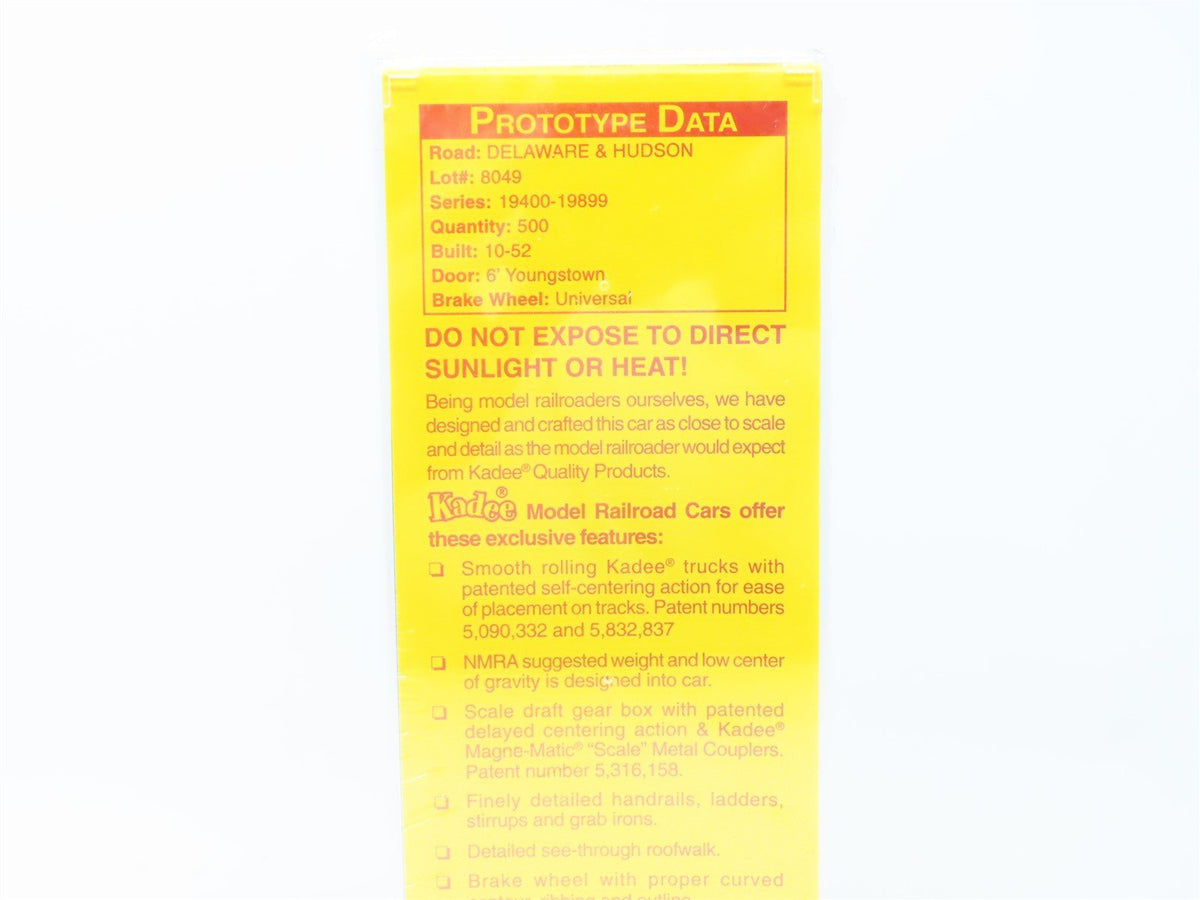 PROTOTYPE DATA
Road: DELAWARE & HUDSON
Lot#: 8049
Series: 19400-19899
Quantity: 500
Built: 10-52
Door: 6' Youngstown
Brake Wheel: Universal
DO NOT EXPOSE TO DIRECT
SUNLIGHT OR HEAT!
Being model railroaders ourselves, we have
designed and crafted this car as close to scale
and detail as the model railroader would expect
from Kadee® Quality Products.
Kadee® Model Railroad Cars offer
these exclusive features:
❏ Smooth rolling Kadee® trucks with
patented self-centering action for ease
of placement on tracks. Patent numbers
5,090,332 and 5,832,837
❏ NMRA suggested weight and low center
of gravity is designed into car.
❏ Scale draft gear box with patented
delayed centering action & Kadee®
Magne-Matic® "Scale" Metal Couplers.
Patent number 5,316,158.
❏ Finely detailed handrails, ladders,
stirrups and grab irons.
❏ Detailed see-through roofwalk.
❏ Brake wheel with proper curved
contour, ribbing and outline.